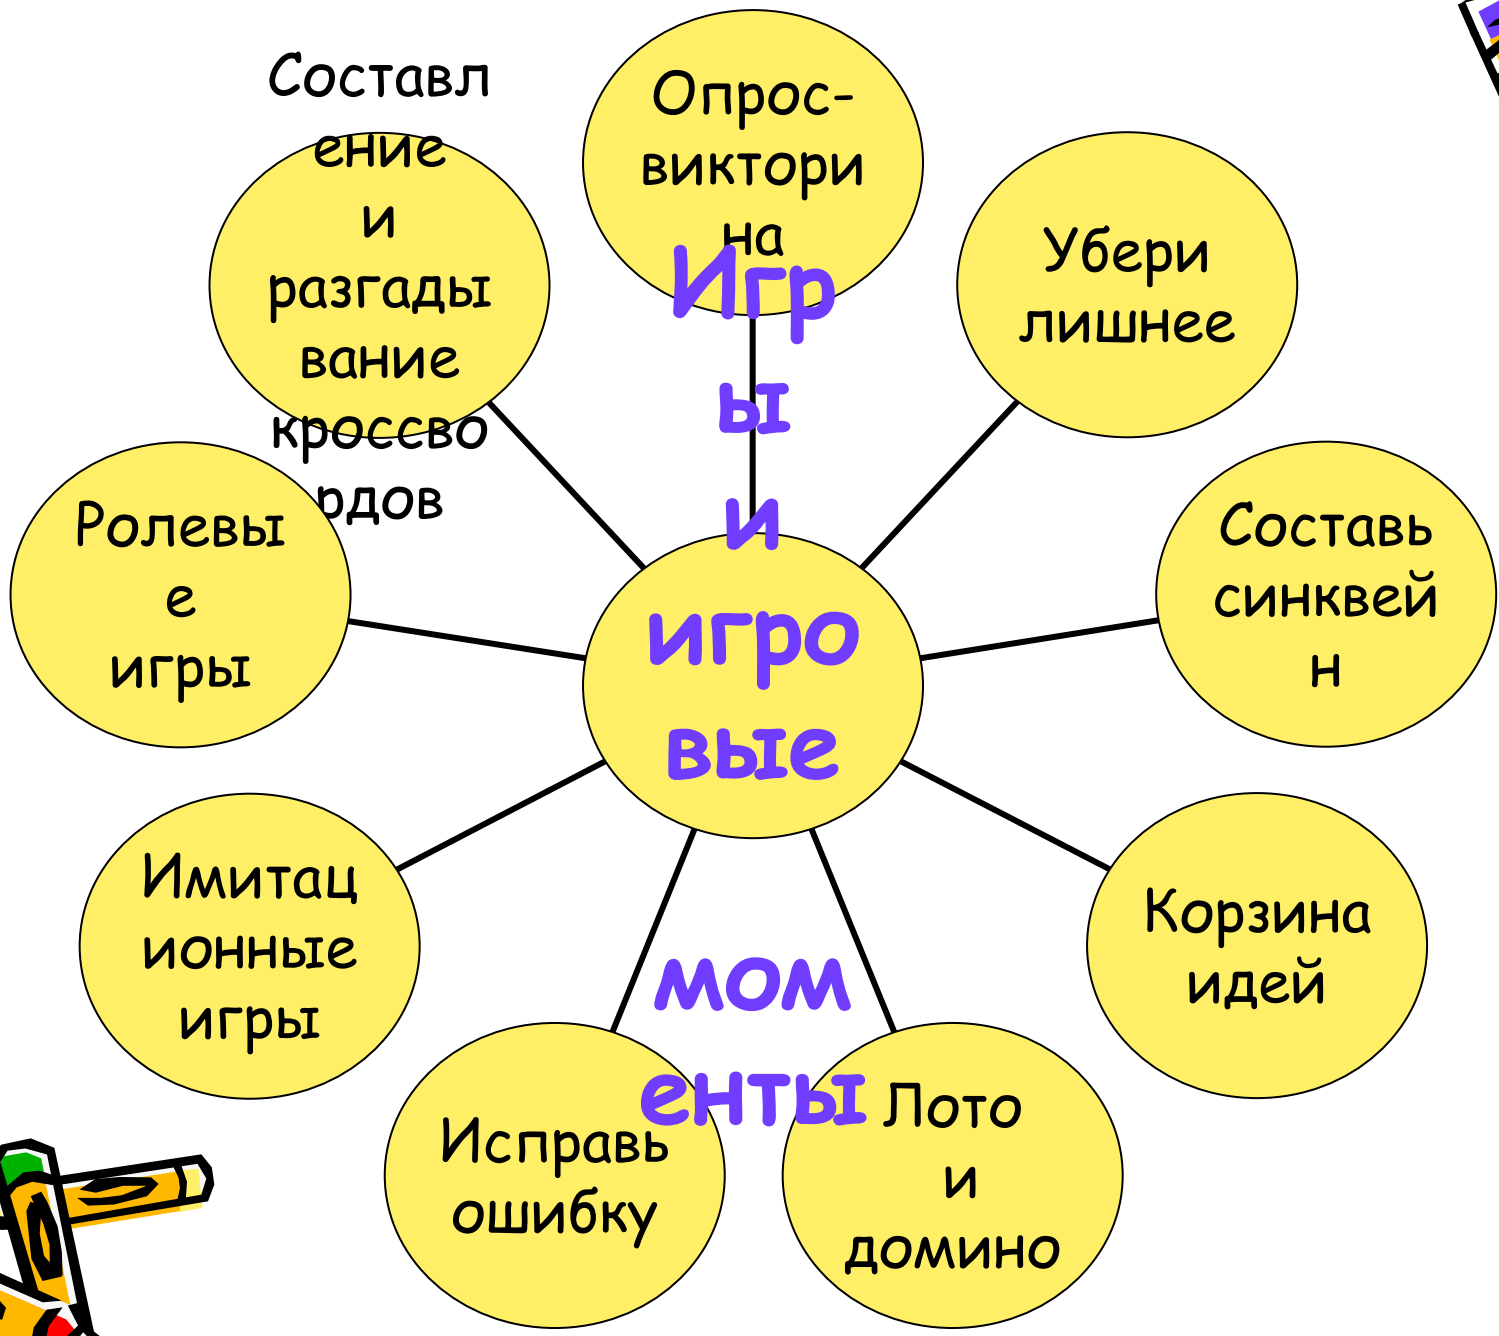 Игр
ы
и
игро
вые
мом
енты
Опрос-
виктори
на
Убери
лишнее
Составь
синквей
н
Корзина
идей
Лото
и
домино
Исправь
ошибку
Имитац
ионные
игры
Ролевы
е
игры
Составл
ение
и
разгады
вание
кроссво
рдов